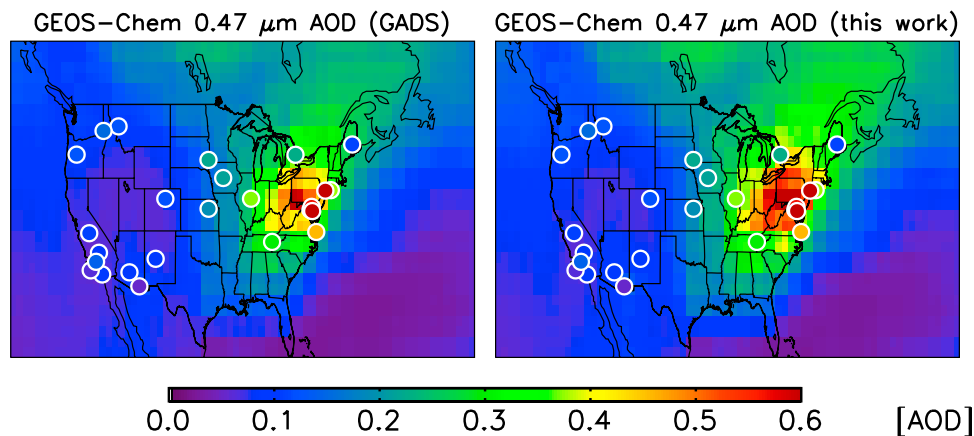 GEOS-Chem 0.47 μm AOD (GADS)
GEOS-Chem 0.47 μm AOD (this work)
0.0 0.1 0.2 0.3 0.4 0.5 0.6 [AOD]